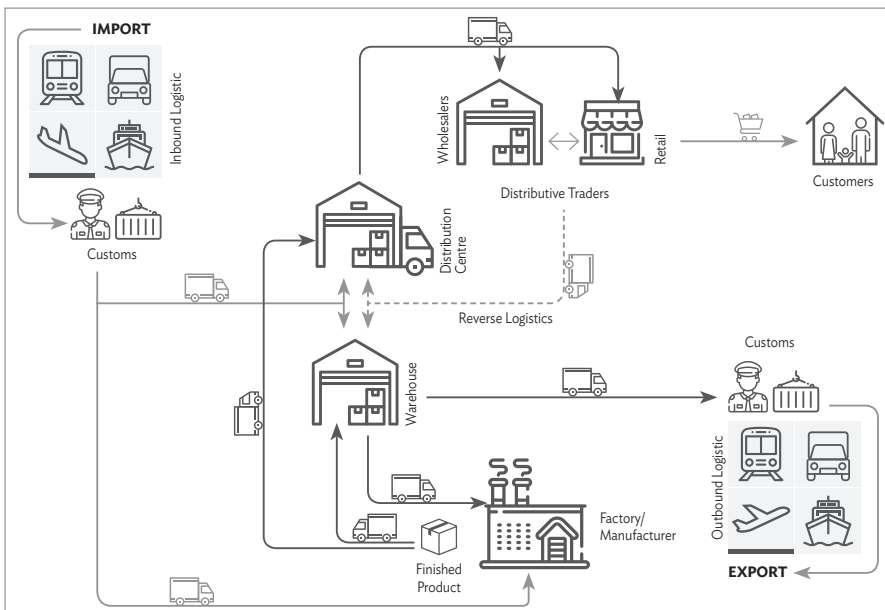 IMPORT
Inbound Logistic
Customs
Wholesalers
Retail
Customers
Distributive Traders
Distribution
Centre
Reverse Logistics
Warehouse
Customs
Outbound Logistic
Factory/
Manufacturer
Finished
Product
EXPORT